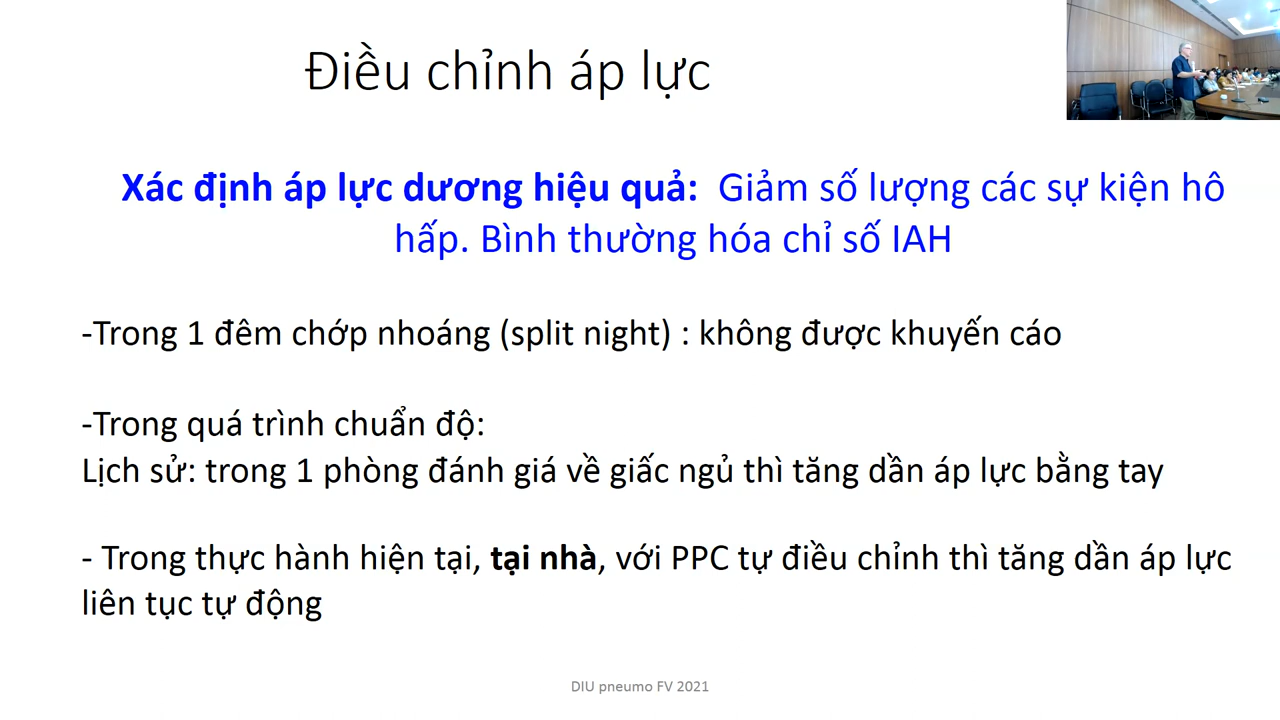 Điều chỉnh áp lực
Xác định áp lực dương hiệu quả: Giảm số lượng các sự kiện hô
hấp. Bình thường hóa chỉ số IAH
-Trong 1 đêm chớp nhoáng (split night) : không được khuyến cáo
-Trong quá trình chuẩn độ:
Lịch sử: trong 1 phòng đánh giá về giấc ngủ thì tăng dần áp lực bằng tay
- Trong thực hành hiện tại, tại nhà, với PPC tự điều chỉnh thì tăng dần áp lực
liên tục tự động
DIU pneumo FV 2021